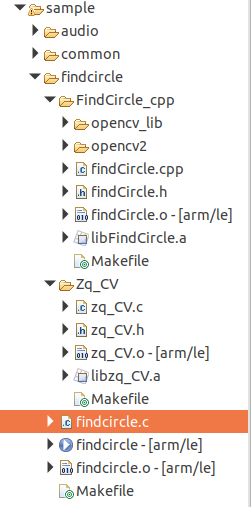 sample
audio
common
findcircle
FindCircle_cpp
opencv_lib
opencv2
findCircle.cpp
findCircle.h
findCircle.o - [arm/le]
libFindCircle.a
Makefile
Zq_CV
zq_CV.c
zq_CV.h
zq_CV.o - [arm/le]
libzq_CV.a
Makefile
findcircle.c
findcircle - [arm/le]
findcircle.o - [arm/le]
Makefile